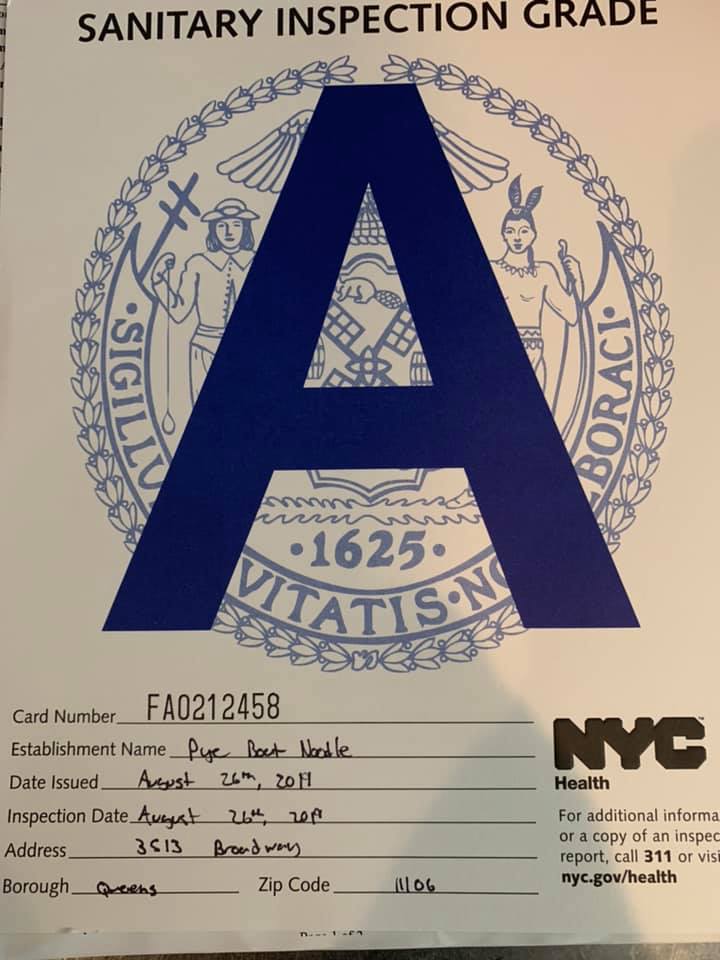 SANITARY INSPECTION GRADE
A
·SIGILLU
LBORACI·
·1625·
VITATIS·NO
Card Number FA0212458
Establishment Name Pye Boat Noodle
Date Issued August 26th, 2019
Inspection Date August 26th, 2019
Address 3513 Broadway
Borough Queens Zip Code 11106
NYC
Health
For additional informa
or a copy of an inspec
report, call 311 or visi
nyc.gov/health